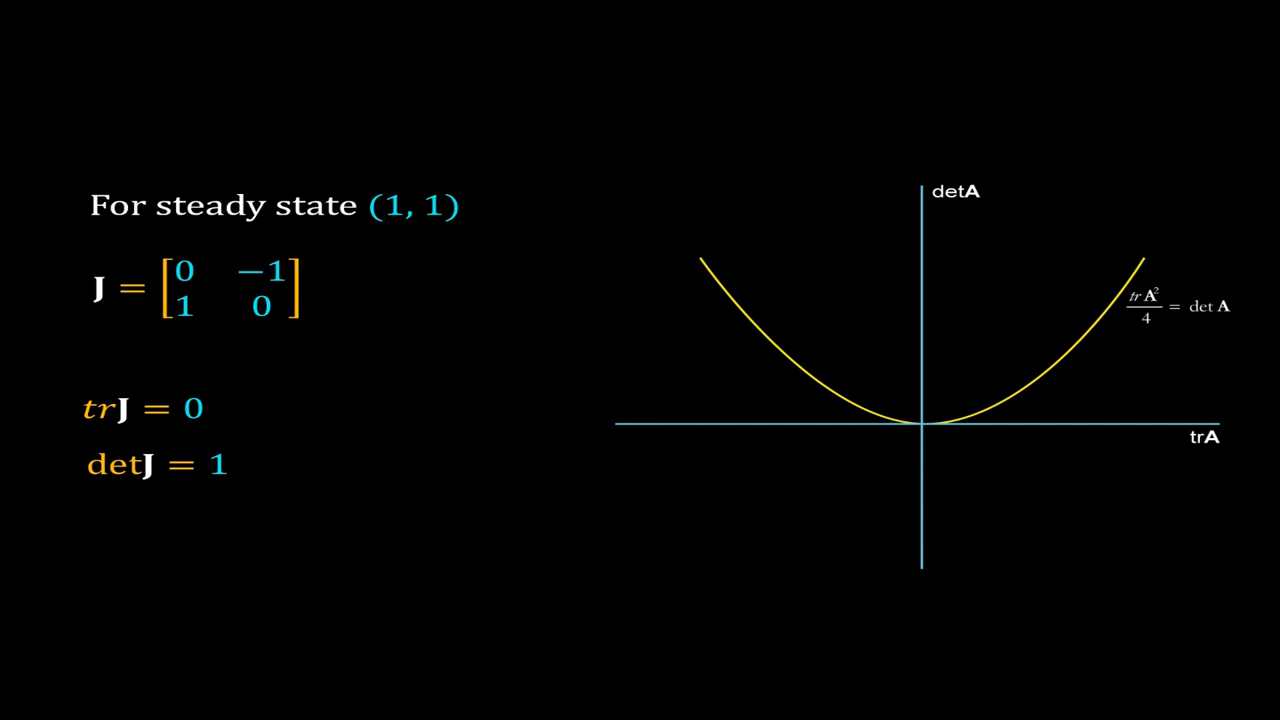 For steady state (1, 1)
J = [0 −1
1 0]
trJ = 0
detJ = 1
detA
trA²/4 = det A
trA